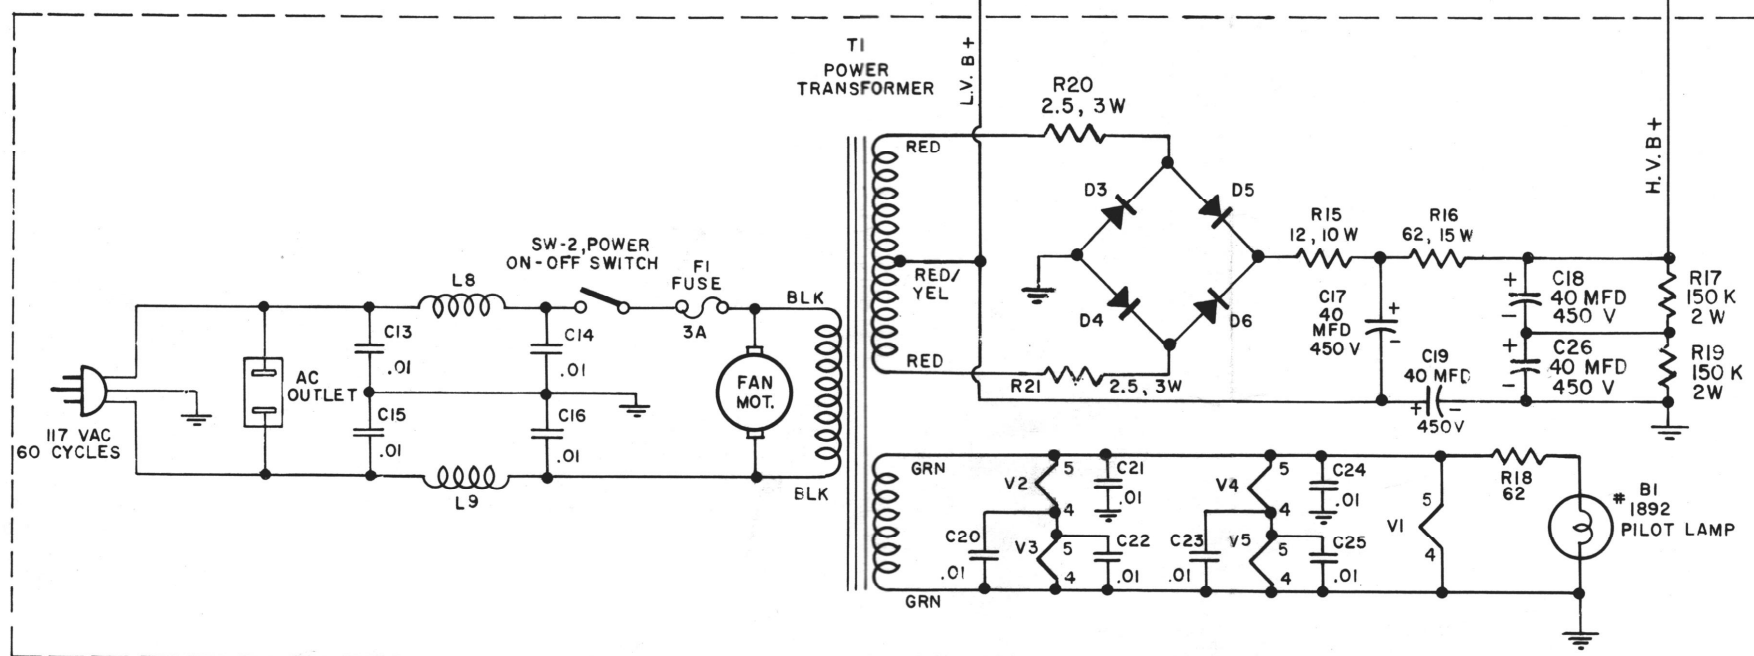 T1
POWER
TRANSFORMER
L.V. B+
R20
2.5, 3W
H.V. B+
RED
D3
D5
R15
12, 10W
R16
62, 15W
SW-2, POWER
ON-OFF SWITCH
F1
FUSE
3A
L8
BLK
RED/
YEL
C17
40
MFD
450V
+
-
+
C18
40 MFD
450 V
-
R17
150 K
2W
D4
D6
C13
.01
C14
.01
RED
R21
2.5, 3W
C19
40 MFD
+
-
450V
+
C26
40 MFD
450 V
-
R19
150 K
2W
AC
OUTLET
FAN
MOT.
C15
.01
C16
.01
117 VAC
60 CYCLES
L9
BLK
GRN
V2
5
4
C21
.01
V4
5
4
C24
.01
R18
62
# B1
1892
PILOT LAMP
C20
.01
V3
5
4
C22
.01
C23
.01
V5
5
4
C25
.01
V1
5
4
GRN